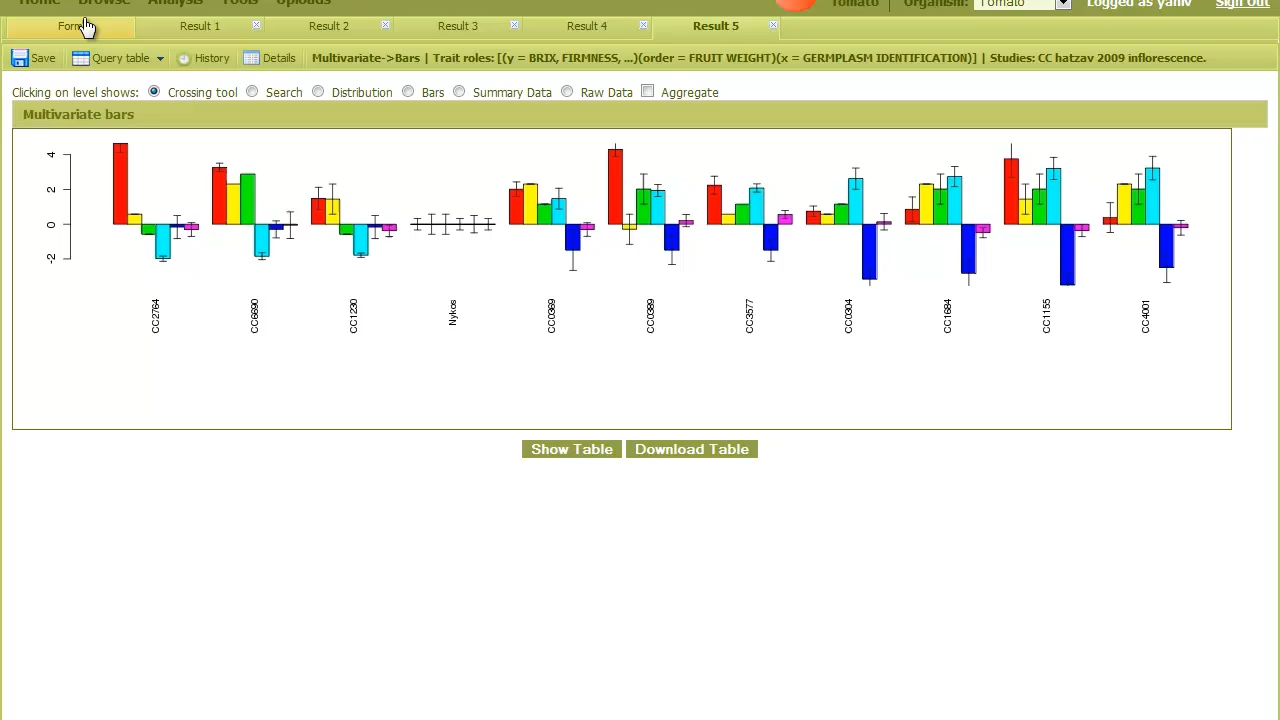 Home Browse Analysis Tools Uploads Tomato Organism: Tomato Logged as yaniv Sign Out
Form Result 1 Result 2 Result 3 Result 4 Result 5
Save Query table History Details Multivariate->Bars | Trait roles: [(y = BRIX, FIRMNESS, ...)(order = FRUIT WEIGHT)(x = GERMPLASM IDENTIFICATION)] | Studies: CC hatzav 2009 inflorescence.
Clicking on level shows: Crossing tool Search Distribution Bars Summary Data Raw Data Aggregate
Multivariate bars
4
2
0
-2
CC2764 CC6890 CC1230 Nykos CC0369 CC0389 CC3577 CC0304 CC1684 CC1155 CC4001
Show Table Download Table